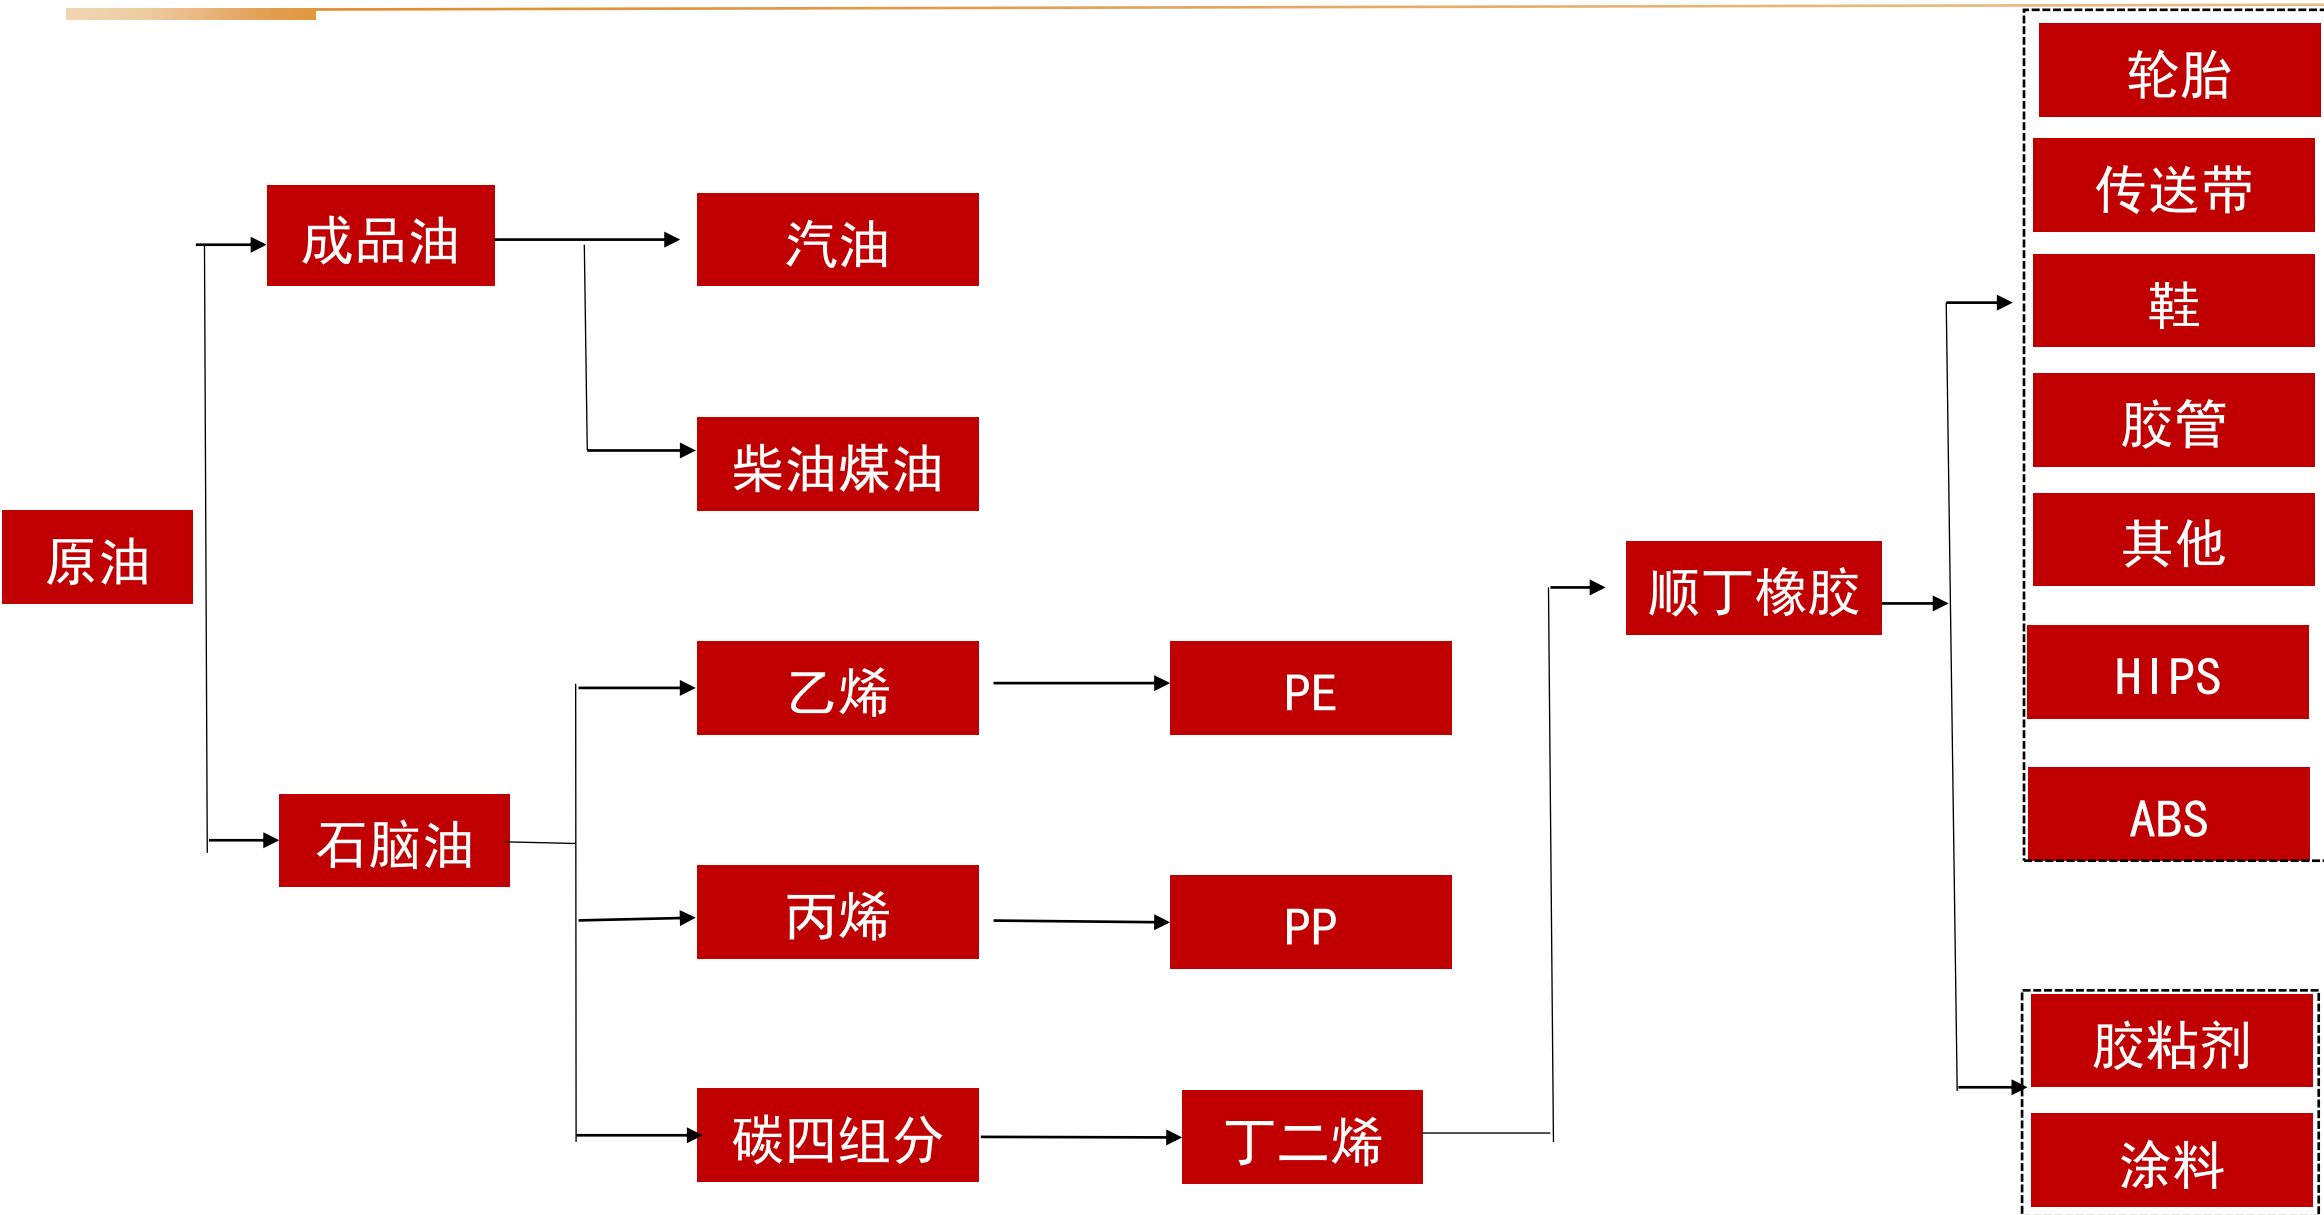 原油
成品油
石脑油
汽油
柴油煤油
乙烯
丙烯
碳四组分
PE
PP
丁二烯
顺丁橡胶
轮胎
传送带
鞋
胶管
其他
HIPS
ABS
胶粘剂
涂料